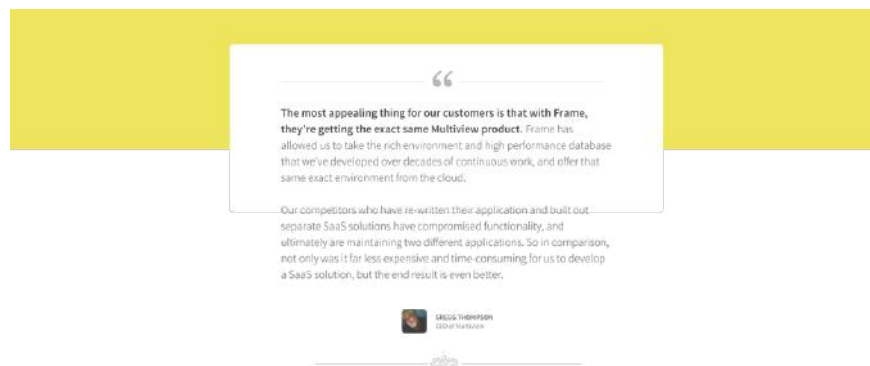 “
The most appealing thing for our customers is that with Frame,
they're getting the exact same Multiview product. Frame has
allowed us to take the rich environment and high performance database
that we've developed over decades of continuous work, and offer that
same exact environment from the cloud.
Our competitors who have re-written their application and built out
separate SaaS solutions have compromised functionality, and
ultimately are maintaining two different applications. So in comparison,
not only was it far less expensive and time-consuming for us to develop
a SaaS solution, but the end result is even better.
GREGG THOMPSON
CEO of Multiview